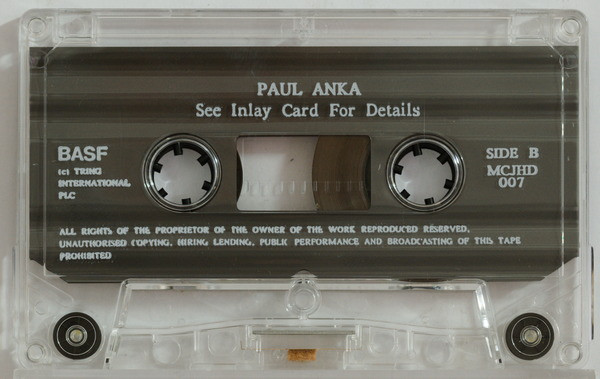 PAUL ANKA
See Inlay Card For Details
BASF
(c) TRING
INTERNATIONAL
PLC
SIDE B
MCJHD
007
ALL RIGHTS OF THE PROPRIETOR OF THE OWNER OF THE WORK REPRODUCED RESERVED,
UNAUTHORISED COPYING, HIRING LENDING, PUBLIK PERFORMANCE AND BROADCASTING OF THIS TAPE
PROHIBITED